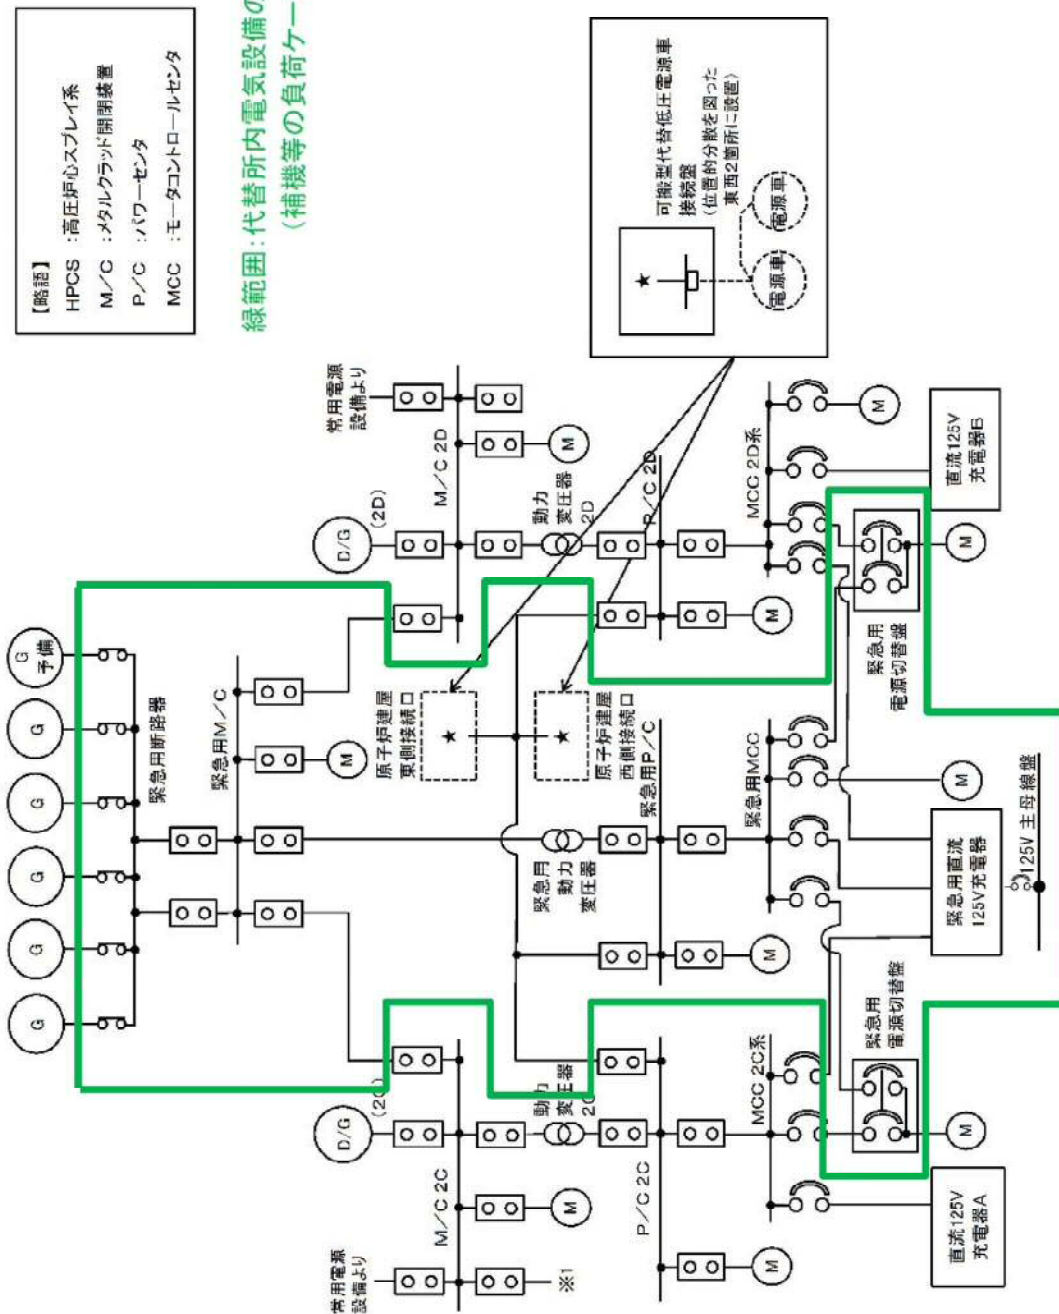 【略語】
HPCS :高圧炉心スプレイ系
M/C :メタルクラッド開閉装置
P/C :パワーセンタ
MCC :モータコントロールセンタ
緑範囲:代替所内電気設備の
(補機等の負荷ケー
G
G
G
G
G
G
予備
緊急用断路器
緊急用M/C
M
D/G
(2C)
D/G
(2D)
常用電源
設備より
常用電源
設備より
M/C 2C
M/C 2D
※1
M
M
動力
変圧器
2C
緊急用
動力
変圧器
動力
変圧器
2D
原子炉建屋
東側接続口
★
★
原子炉建屋
西側接続口
可搬型代替低圧電源車
接続盤
(位置的分散を図った
東西2箇所に設置)
★
電源車
電源車
P/C 2C
緊急用P/C
P/C 2D
M
M
M
MCC 2C系
緊急用MCC
MCC 2D系
緊急用
電源切替盤
緊急用
電源切替盤
M
M
M
M
直流125V
充電器A
緊急用直流
125V充電器
直流125V
充電器B
125V 主母線盤